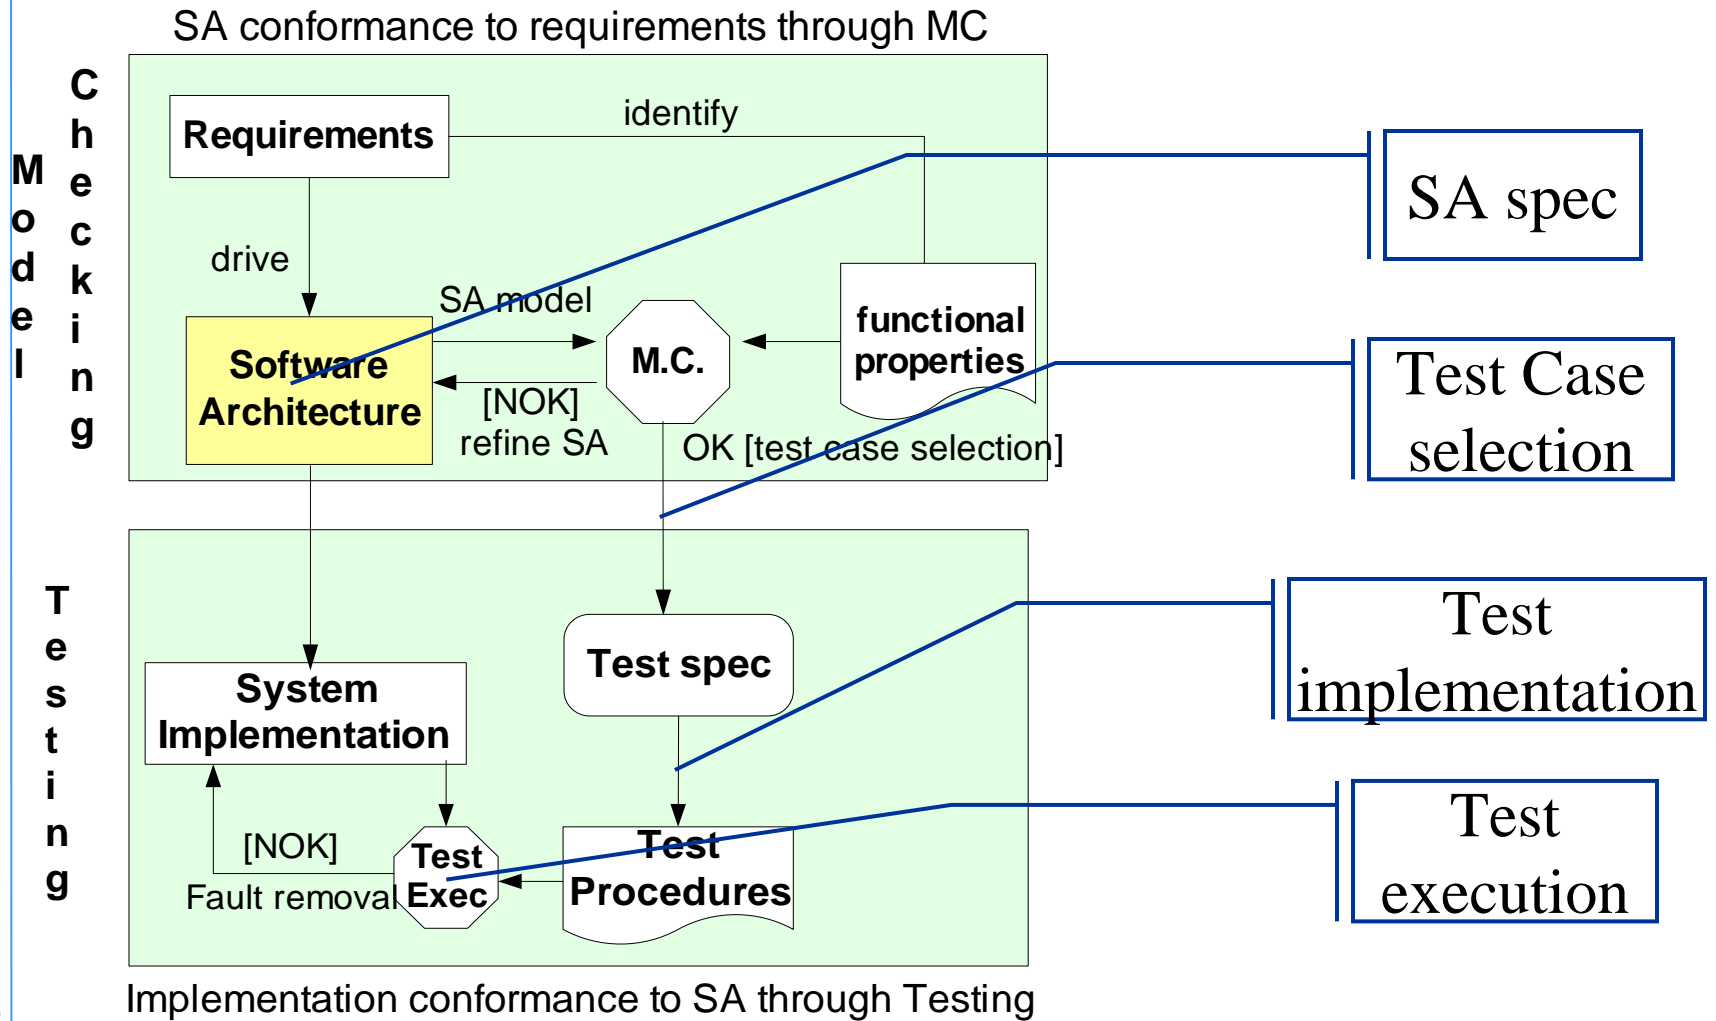 SA conformance to requirements through MC
Model
Checking
Requirements
identify
drive
SA model
Software
Architecture
M.C.
functional
properties
[NOK]
refine SA
OK [test case selection]
SA spec
Test Case
selection
Testing
Test spec
System
Implementation
[NOK]
Fault removal
Test
Exec
Test
Procedures
Test
implementation
Test
execution
Implementation conformance to SA through Testing